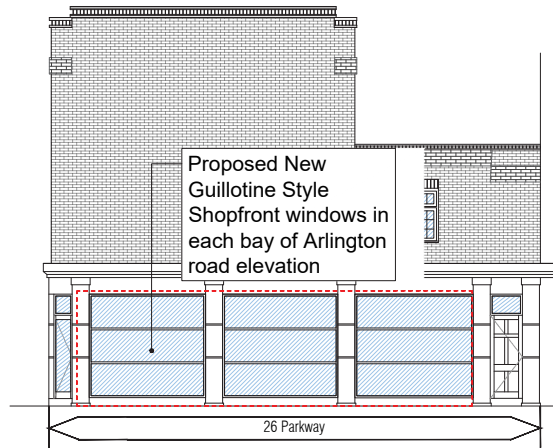 Proposed New
Guillotine Style
Shopfront windows in
each bay of Arlington
road elevation
26 Parkway